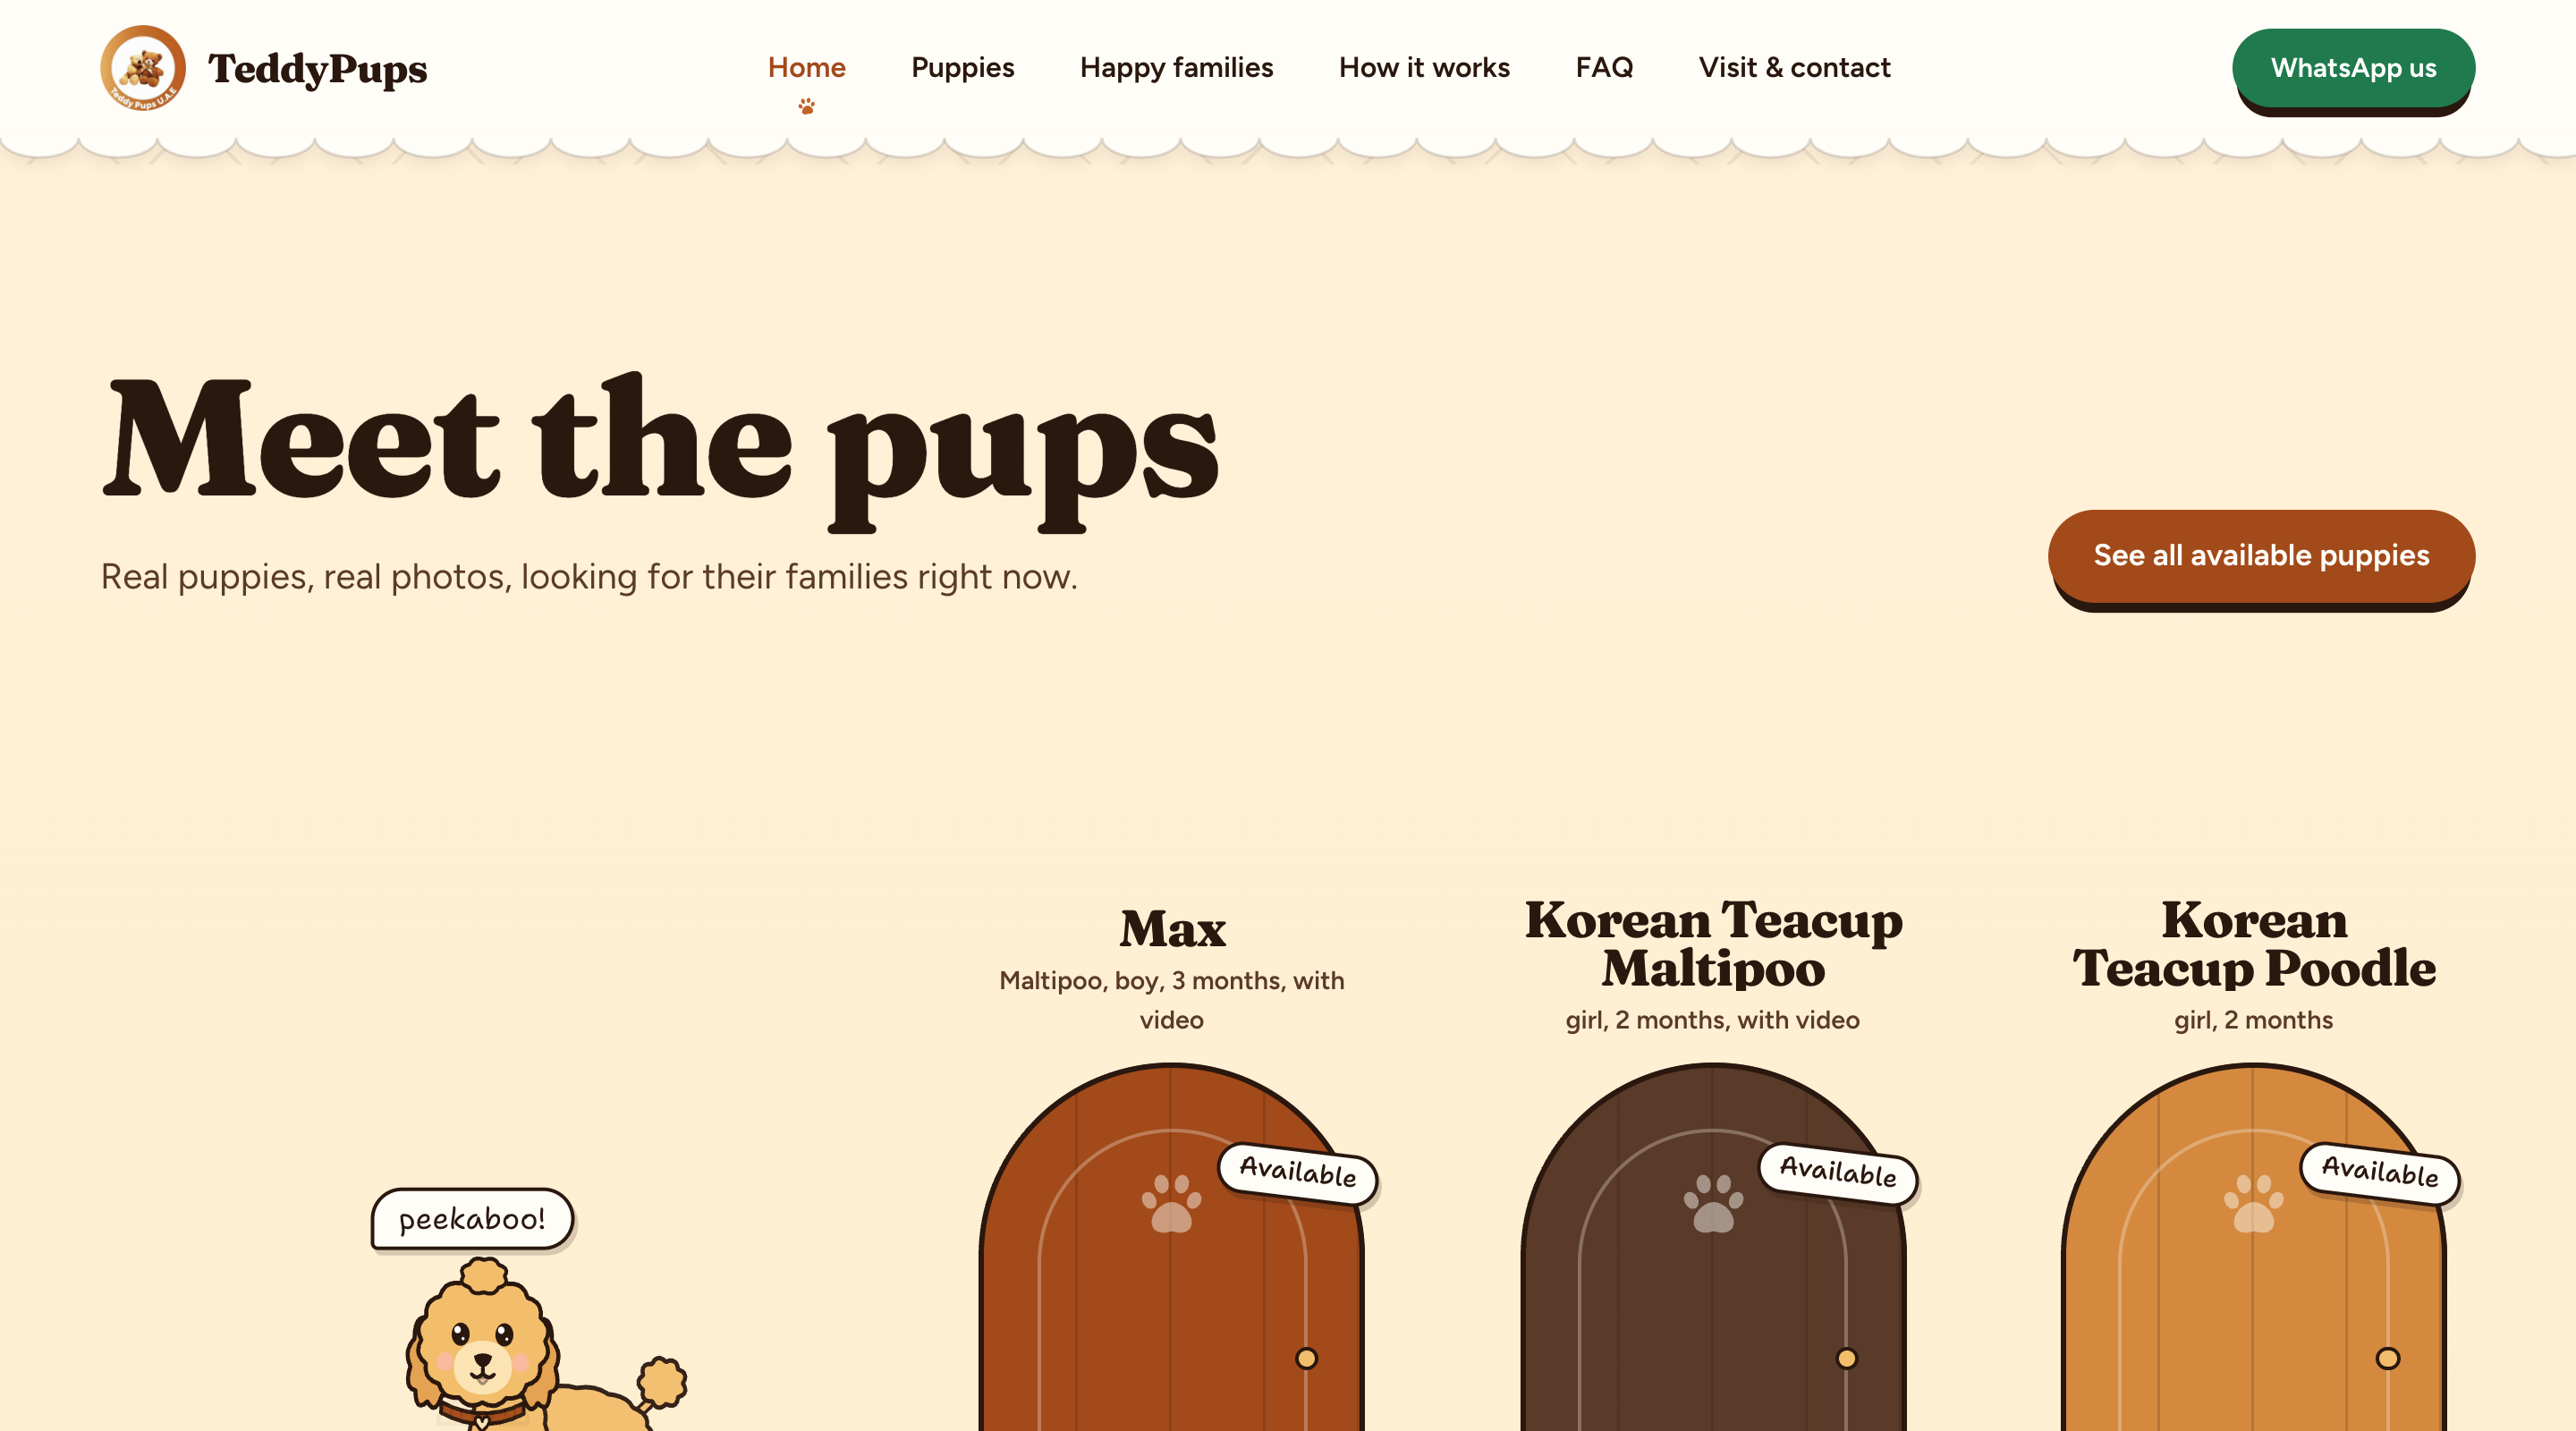 Teddy Pups U.A.E
TeddyPups
Home
Puppies
Happy families
How it works
FAQ
Visit & contact
WhatsApp us
Meet the pups
Real puppies, real photos, looking for their families right now.
See all available puppies
Max
Maltipoo, boy, 3 months, with
video
Korean Teacup
Maltipoo
girl, 2 months, with video
Korean
Teacup Poodle
girl, 2 months
Available
Available
Available
peekaboo!